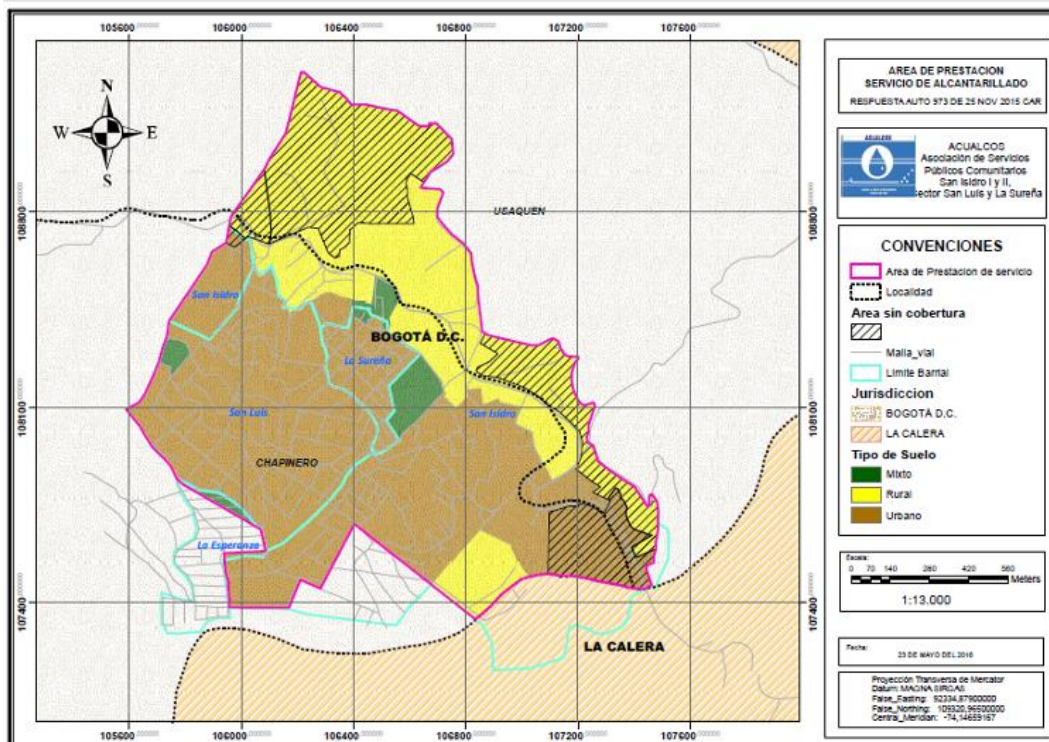 105600
106000
106400
106800
107200
107600
N
W
E
S
108800
108800
USAQUEN
San Isidro
BOGOTÁ D.C.
La Sureña
108100
108100
San Luis
San Isidro
CHAPINERO
La Esperanza
107400
107400
LA CALERA
105600
106000
106400
106800
107200
107600
AREA DE PRESTACION
SERVICIO DE ALCANTARILLADO
RESPUESTA AUTO 973 DE 25 NOV 2015 CAR
ACUALCOS
ACUALCOS
Asociación de Servicios
Públicos Comunitarios
San Isidro I y II,
sector San Luis y La Sureña
CONVENCIONES
Area de Prestacion de servicio
Localidad
Area sin cobertura
Malla_vial
Limite Barrial
Jurisdiccion
BOGOTÁ D.C.
LA CALERA
Tipo de Suelo
Mixto
Rural
Urbano
Escala:
0 70 140 280 420 560
Meters
1:13.000
Fecha:
23 DE MAYO DEL 2016
Proyección Transversa de Mercator
Datum: MAGNA SIRGAS
False_Easting: 92334,87900000
False_Northing: 109320,96500000
Central_Meridian: -74,14659167